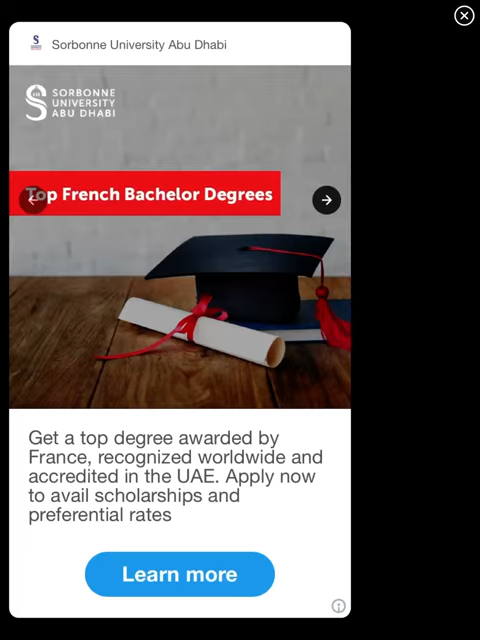 Sorbonne University Abu Dhabi
SORBONNE
UNIVERSITY
ABU DHABI
Top French Bachelor Degrees
Get a top degree awarded by
France, recognized worldwide and
accredited in the UAE. Apply now
to avail scholarships and
preferential rates
Learn more